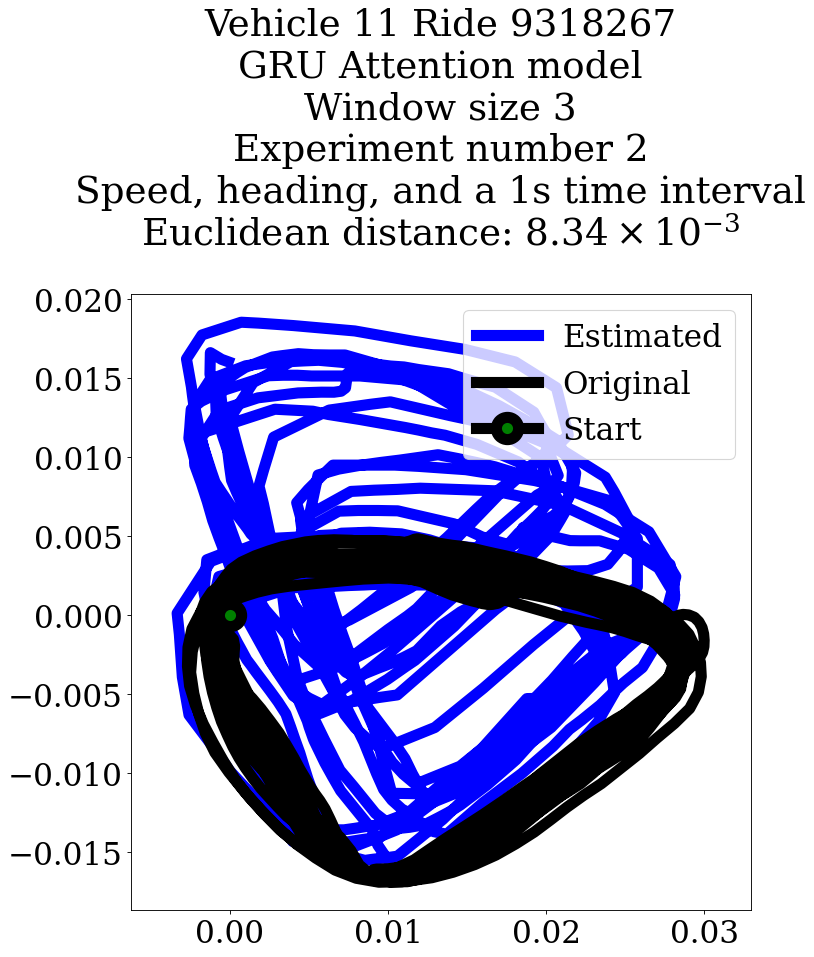 Vehicle 11 Ride 9318267
GRU Attention model
Window size 3
Experiment number 2
Speed, heading, and a 1s time interval
Euclidean distance: 8.34 × 10⁻³
Estimated
Original
Start
0.020
0.015
0.010
0.005
0.000
−0.005
−0.010
−0.015
0.00 0.01 0.02 0.03